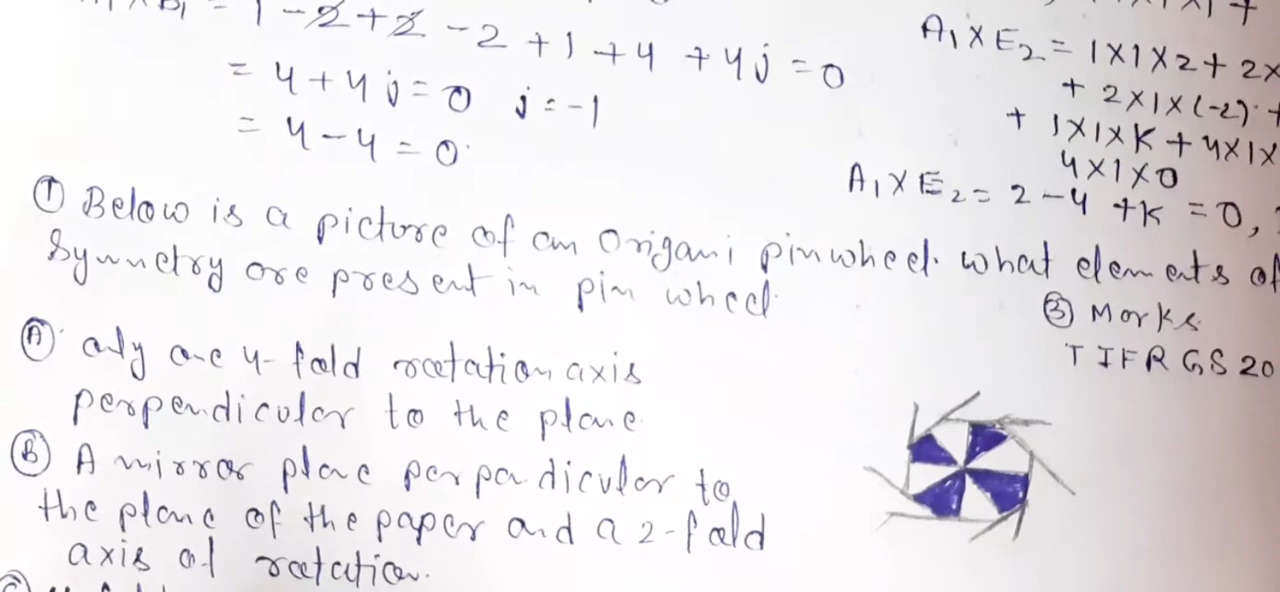 = 1 - 2 + 2 - 2 + 1 + 4 + 4j = 0
= 4 + 4j = 0 j = -1
= 4 - 4 = 0
A1 X E2 = 1X1X2 + 2X
+ 2X1X(-2) +
+ 1X1XK + 4X1X
4X1X0
A1 X E2 = 2 - 4 + K = 0,
① Below is a picture of an Origani pinwheel. what elements of
Symmetry are present in pin wheel
③ Marks
TIFR GS 20
Ⓐ only one 4-fold rotation axis
perpendicular to the plane
Ⓑ A mirror plane perpendicular to
the plane of the paper and a 2-fold
axis of rotation.